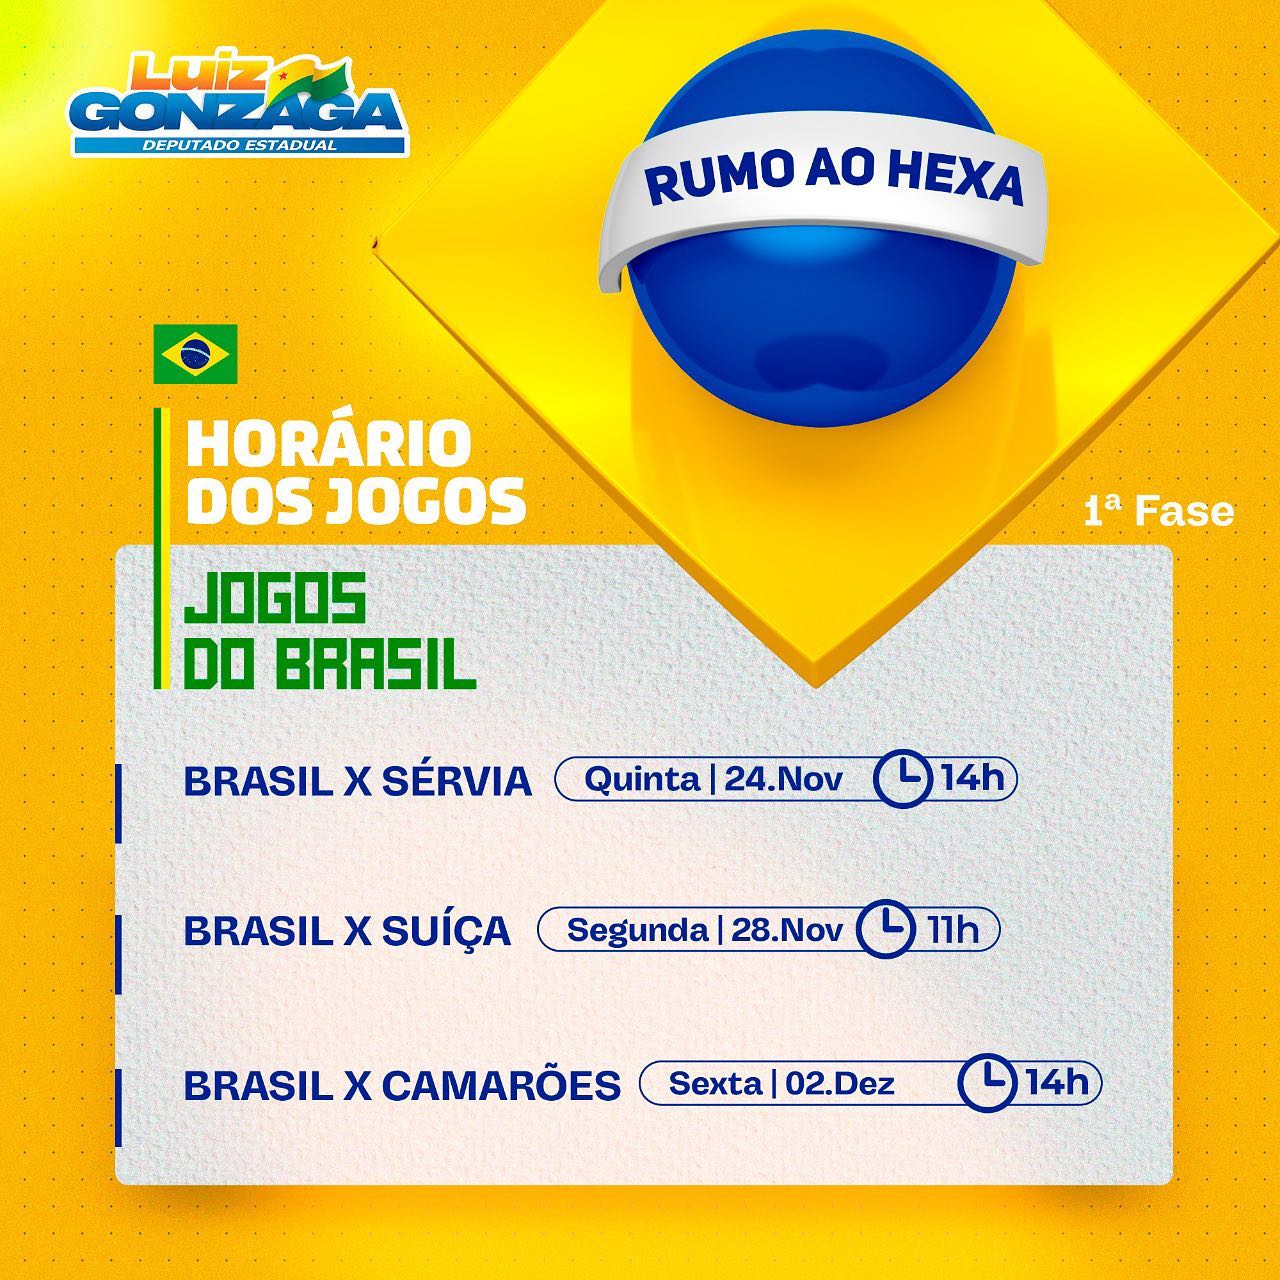 Luiz
GONZAGA
DEPUTADO ESTADUAL
RUMO AO HEXA
HORÁRIO
DOS JOGOS
1ª Fase
JOGOS
DO BRASIL
BRASIL X SÉRVIA Quinta | 24.Nov 14h
BRASIL X SUÍÇA Segunda | 28.Nov 11h
BRASIL X CAMARÕES Sexta | 02.Dez 14h